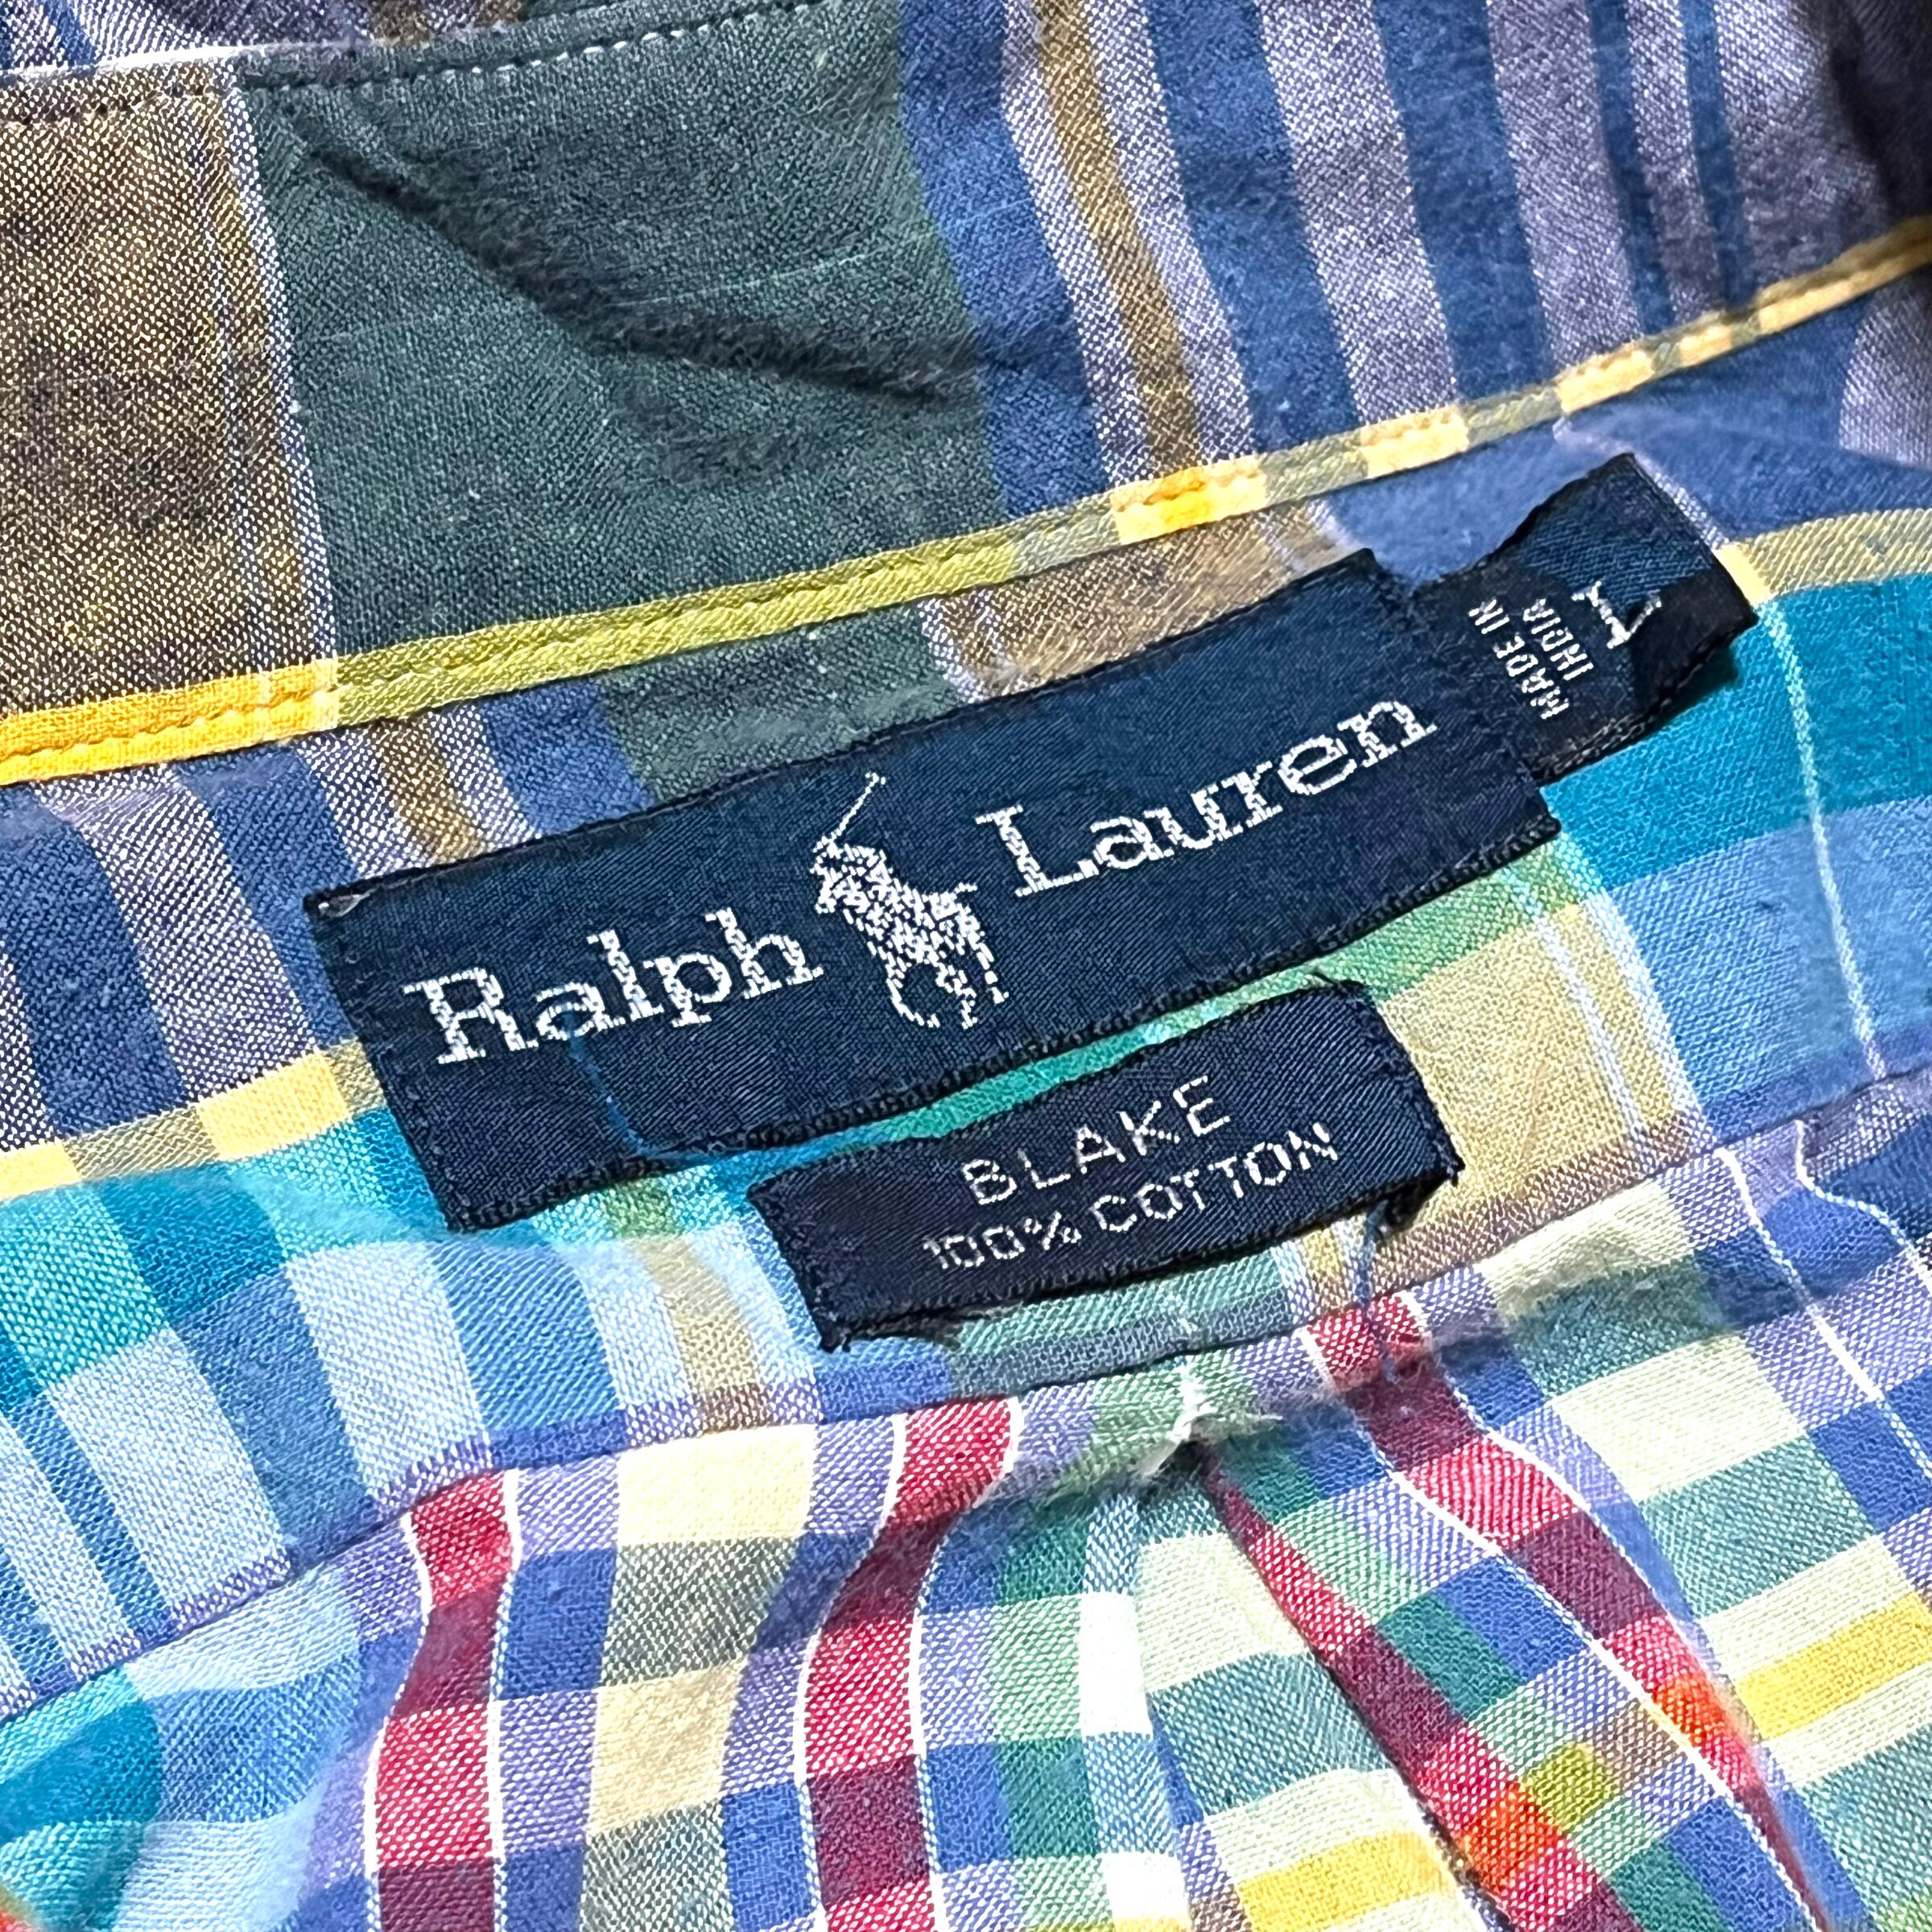 Ralph Lauren
MADE IN
INDIA
L
BLAKE
100% COTTON